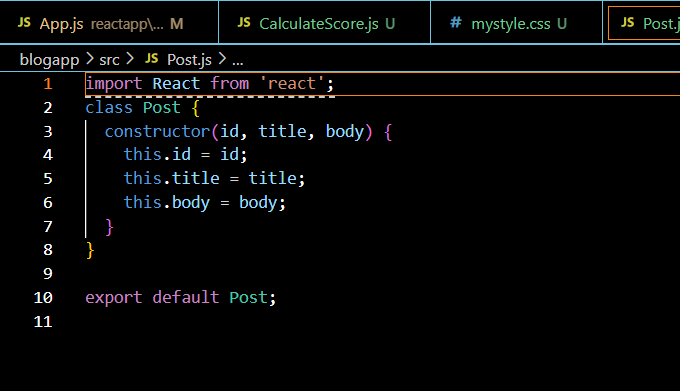 JS App.js reactapp\... M JS CalculateScore.js U # mystyle.css U JS Post.j
blogapp > src > JS Post.js > ...
1 import React from 'react';
2 class Post {
3 constructor(id, title, body) {
4 this.id = id;
5 this.title = title;
6 this.body = body;
7 }
8 }
9
10 export default Post;
11